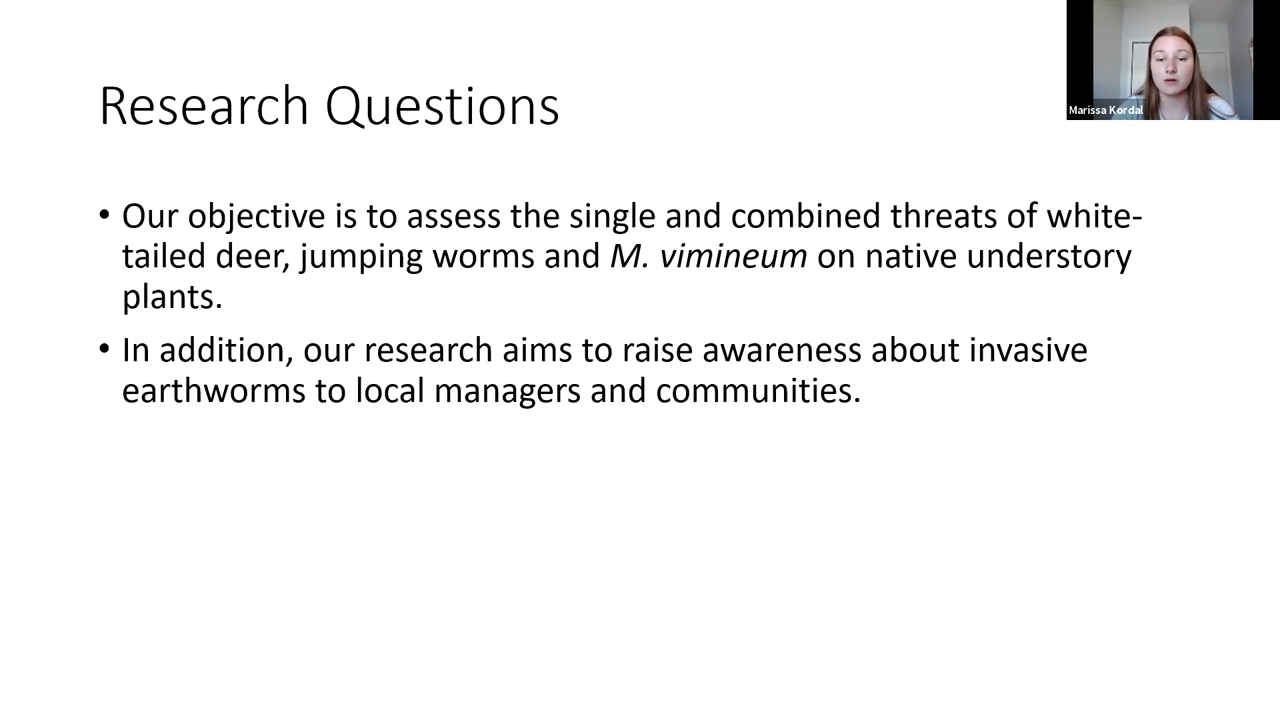 Research Questions
Marissa Kordal
• Our objective is to assess the single and combined threats of white-
tailed deer, jumping worms and M. vimineum on native understory
plants.
• In addition, our research aims to raise awareness about invasive
earthworms to local managers and communities.